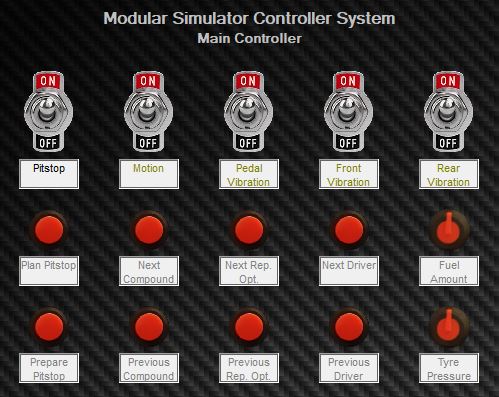 Modular Simulator Controller System
Main Controller
ON ON ON ON ON
OFF OFF OFF OFF OFF
Pitstop
Motion
Pedal
Vibration
Front
Vibration
Rear
Vibration
Plan Pitstop
Next
Compound
Next Rep.
Opt.
Next Driver
Fuel
Amount
Prepare
Pitstop
Previous
Compound
Previous
Rep. Opt.
Previous
Driver
Tyre
Pressure